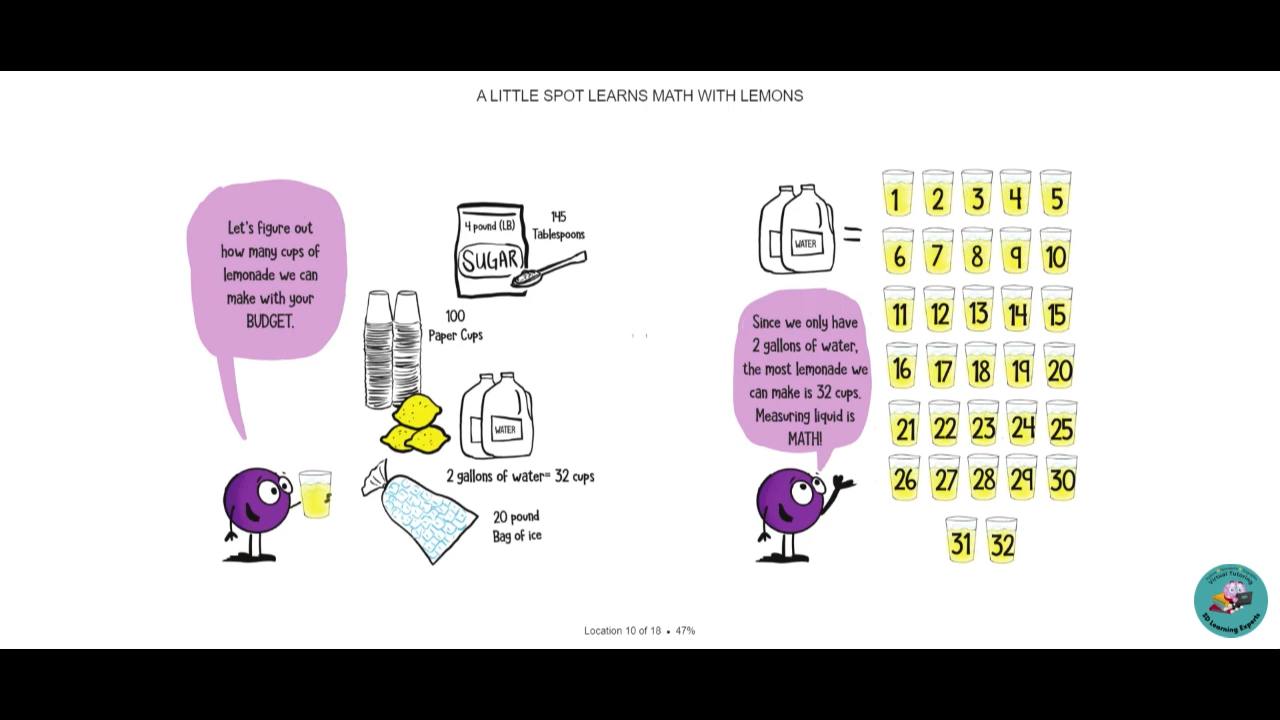 A LITTLE SPOT LEARNS MATH WITH LEMONS
Let's figure out
how many cups of
lemonade we can
make with your
BUDGET.
4 pound (LB)
SUGAR
145
Tablespoons
100
Paper Cups
WATER
2 gallons of water= 32 cups
20 pound
Bag of ice
WATER
=
Since we only have
2 gallons of water,
the most lemonade we
can make is 32 cups.
Measuring liquid is
MATH!
1 2 3 4 5
6 7 8 9 10
11 12 13 14 15
16 17 18 19 20
21 22 23 24 25
26 27 28 29 30
31 32
Location 10 of 18 • 47%
Virtual Tutoring
SD Learning Experts